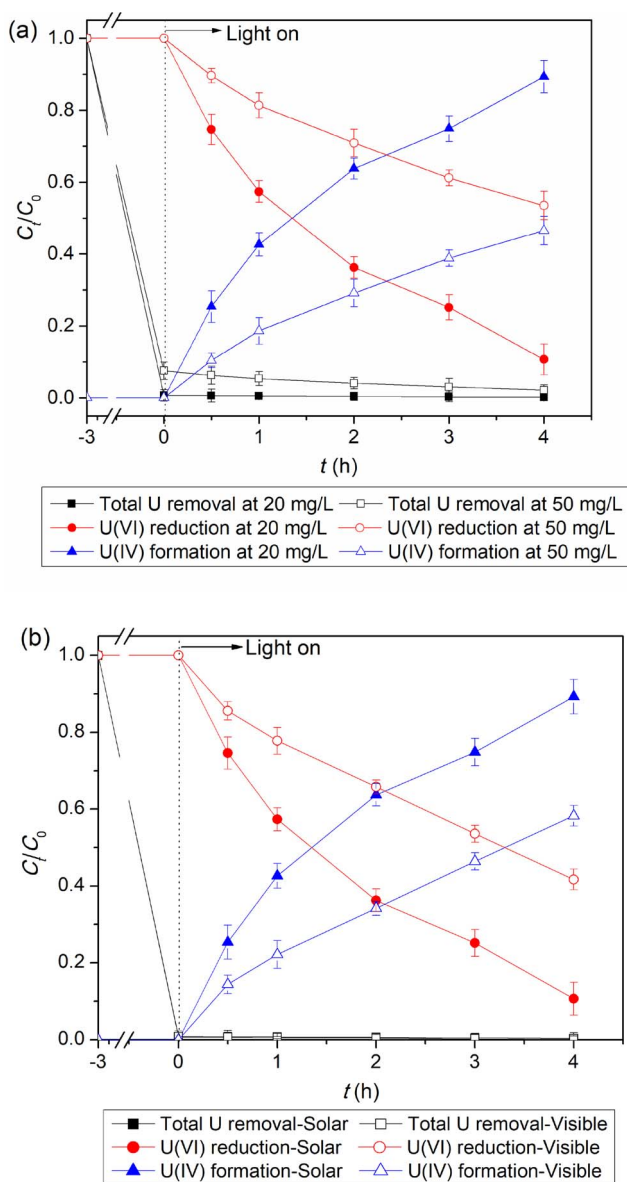 (a)
Light on
1.0
0.8
0.6
0.4
0.2
0.0
Ct/C0
-3 0 1 2 3 4
t (h)
Total U removal at 20 mg/L Total U removal at 50 mg/L
U(VI) reduction at 20 mg/L U(VI) reduction at 50 mg/L
U(IV) formation at 20 mg/L U(IV) formation at 50 mg/L
(b)
1.0
Light on
0.8
0.6
0.4
0.2
0.0
Ct/C0
-3 0 1 2 3 4
t (h)
Total U removal-Solar Total U removal-Visible
U(VI) reduction-Solar U(VI) reduction-Visible
U(IV) formation-Solar U(IV) formation-Visible